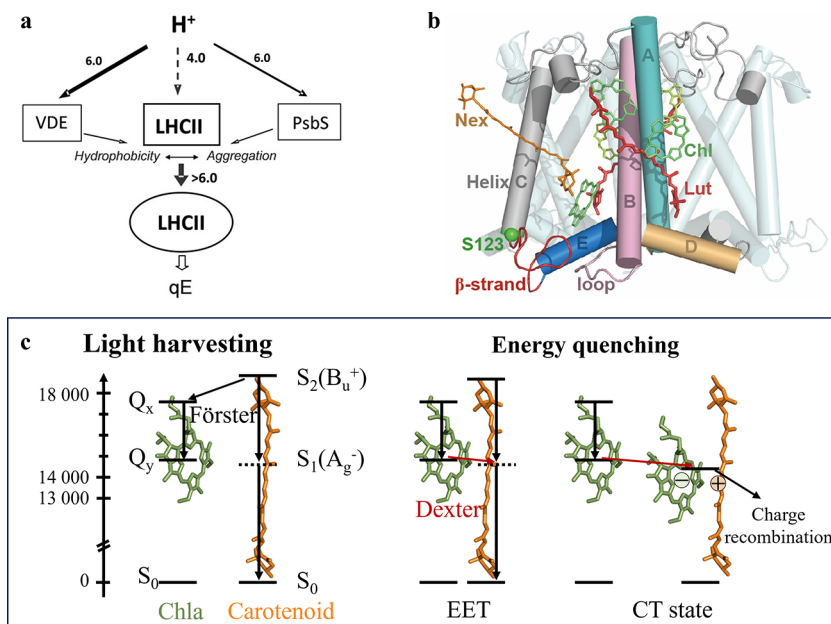 a
H⁺
6.0
4.0
6.0
VDE
LHCII
PsbS
Hydrophobicity
Aggregation
>6.0
LHCII
qE
b
A
Nex
Chl
Helix C
Lut
B
S123
E
D
β-strand
loop
c
Light harvesting
Energy quenching
18 000
Qx
S₂(Bᵤ⁺)
Förster
Qy
S₁(Ag⁻)
14 000
13 000
Dexter
−
+
Charge
recombination
0
S₀
S₀
Chla
Carotenoid
EET
CT state